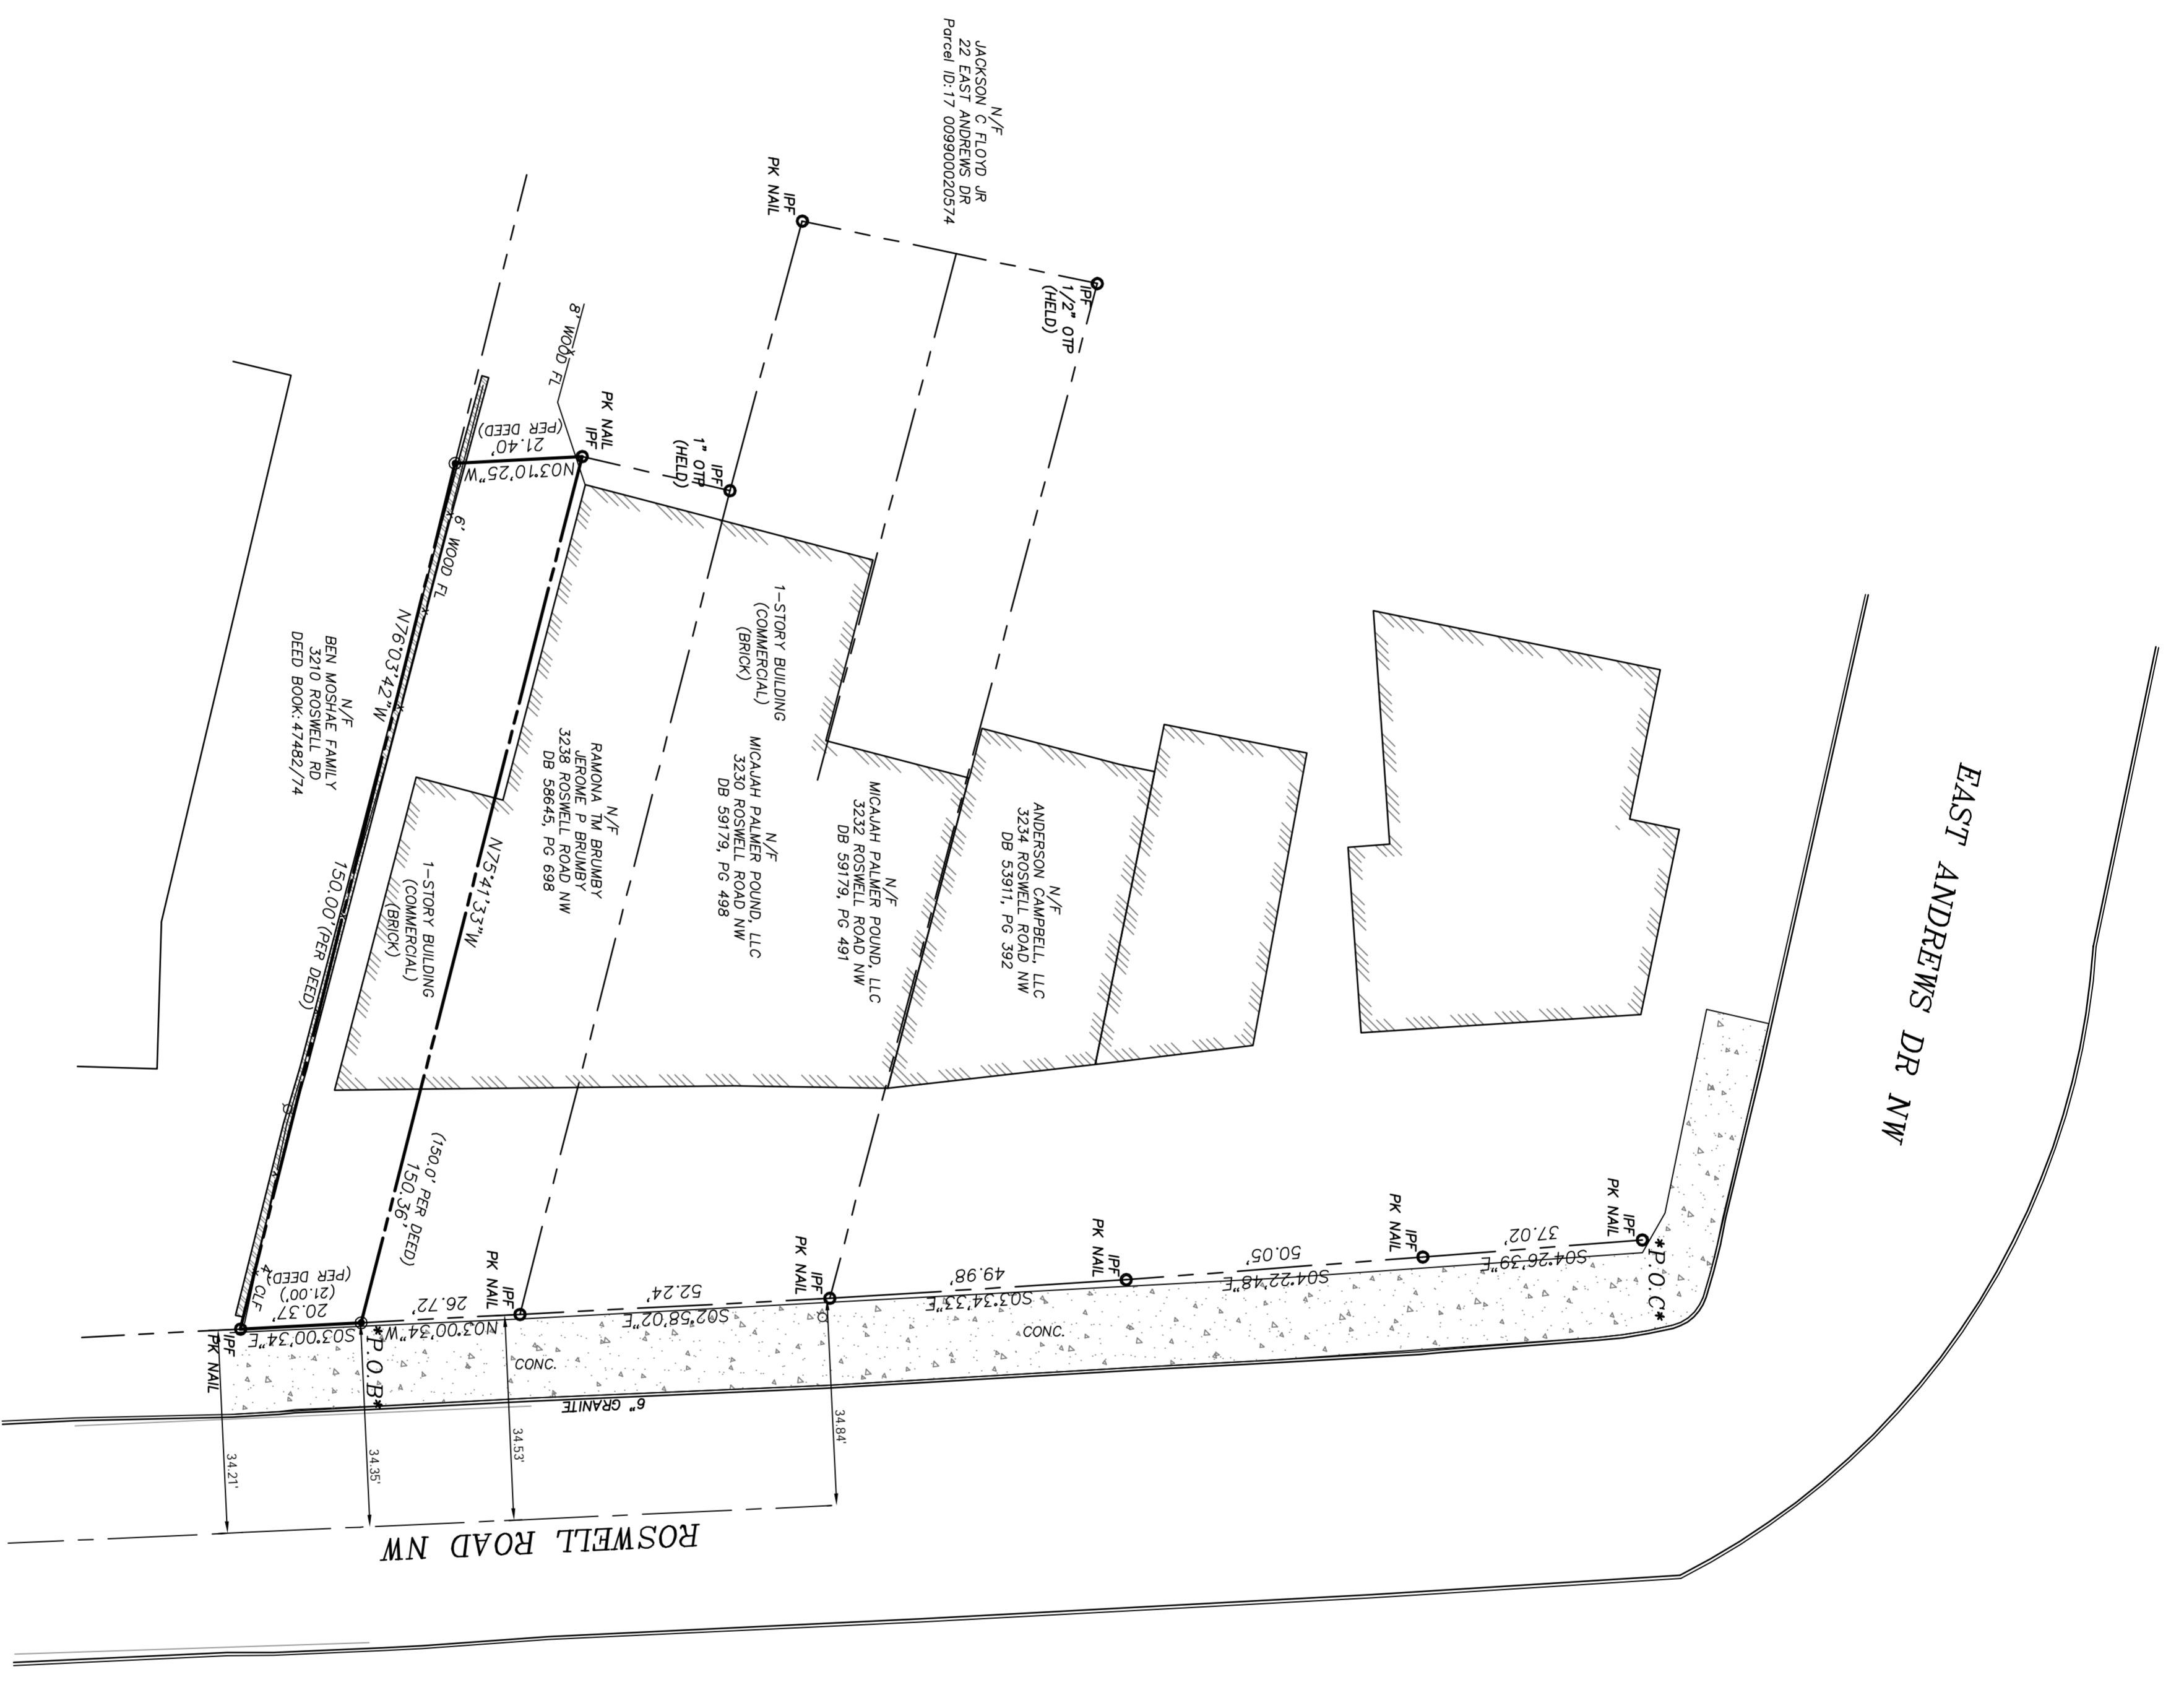 N/F
JACKSON C FLOYD JR
22 EAST ANDREWS DR
Parcel ID:17 009900020574
IPF
PK NAIL
IPF
1/2" OTP
(HELD)
8' WOOD FL
PK NAIL
IPF
IPF
1" OTP
(HELD)
N03°10'25"W
21.40'
(PER DEED)
6' WOOD FL
N76°03'42"W
150.00' (PER DEED)
N/F
BEN MOSHAE FAMILY
3210 ROSWELL RD
DEED BOOK: 47482/74
1-STORY BUILDING
(COMMERCIAL)
(BRICK)
N/F
RAMONA TM BRUMBY
JEROME P BRUMBY
3238 ROSWELL ROAD NW
DB 58645, PG 698
N/F
MICAJAH PALMER POUND, LLC
3230 ROSWELL ROAD NW
DB 59179, PG 498
N/F
MICAJAH PALMER POUND, LLC
3232 ROSWELL ROAD NW
DB 59179, PG 491
N/F
ANDERSON CAMPBELL, LLC
3234 ROSWELL ROAD NW
DB 53911, PG 392
1-STORY BUILDING
(COMMERCIAL)
(BRICK)
N75°41'33"W
(150.0' PER DEED)
150.36'
EAST ANDREWS DR NW
*P.O.C*
IPF
PK NAIL
S04°26'39"E
37.02'
IPF
PK NAIL
S04°22'48"E
50.05'
IPF
PK NAIL
S03°34'33"E
49.98'
IPF
PK NAIL
S02°58'02"E
52.24'
IPF
PK NAIL
N03°00'34"W
26.72'
*P.O.B*
S03°00'34"E
20.37'
(21.00')
(PER DEED)
4' CLF
IPF
PK NAIL
CONC.
CONC.
6" GRANITE
34.21'
34.35'
34.53'
34.84'
ROSWELL ROAD NW